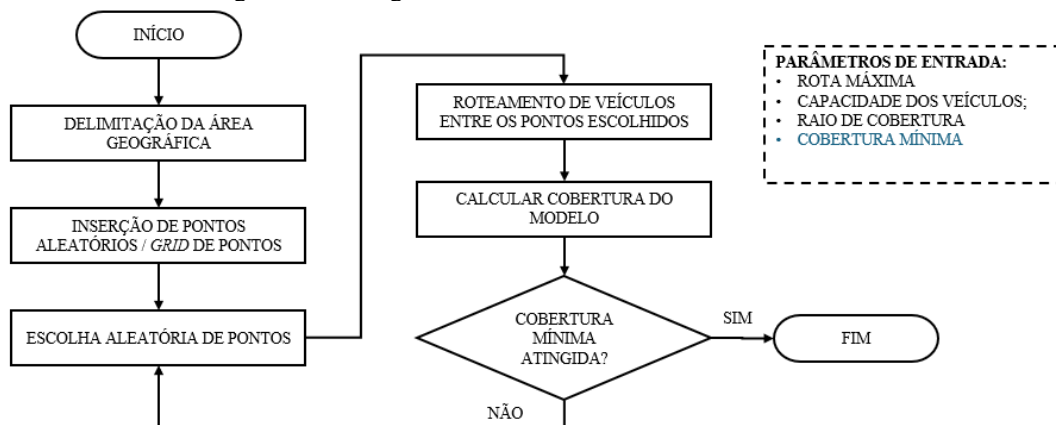 INÍCIO
DELIMITAÇÃO DA ÁREA
GEOGRÁFICA
INSERÇÃO DE PONTOS
ALEATÓRIOS / GRID DE PONTOS
ESCOLHA ALEATÓRIA DE PONTOS
ROTEAMENTO DE VEÍCULOS
ENTRE OS PONTOS ESCOLHIDOS
CALCULAR COBERTURA DO
MODELO
COBERTURA
MÍNIMA
ATINGIDA?
SIM
NÃO
FIM
PARÂMETROS DE ENTRADA:
• ROTA MÁXIMA
• CAPACIDADE DOS VEÍCULOS;
• RAIO DE COBERTURA
• COBERTURA MÍNIMA